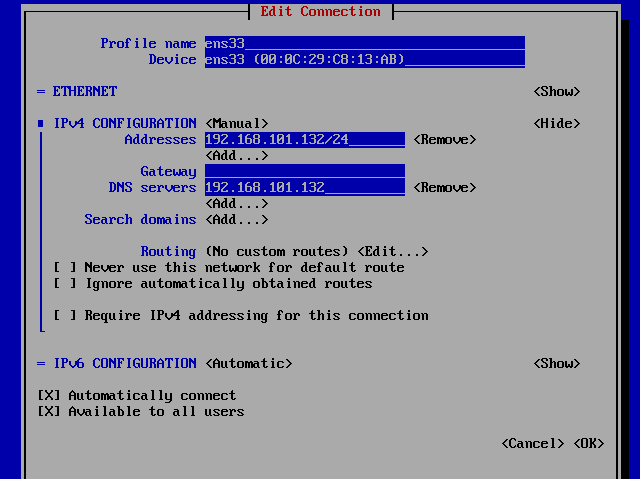 Edit Connection
Profile name ens33
Device ens33 (00:0C:29:C8:13:AB)
= ETHERNET <Show>
IPv4 CONFIGURATION <Manual> <Hide>
Addresses 192.168.101.132/24 <Remove>
<Add...>
Gateway
DNS servers 192.168.101.132 <Remove>
<Add...>
Search domains <Add...>
Routing (No custom routes) <Edit...>
[ ] Never use this network for default route
[ ] Ignore automatically obtained routes
[ ] Require IPv4 addressing for this connection
= IPv6 CONFIGURATION <Automatic> <Show>
[X] Automatically connect
[X] Available to all users
<Cancel> <OK>